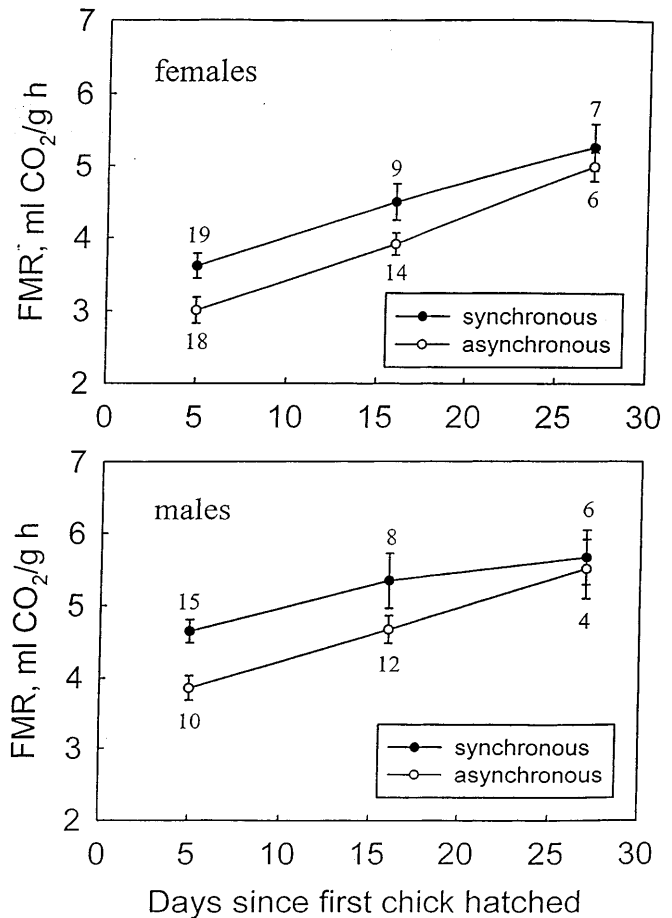 females
FMR, ml CO₂/g h
7
6
5
4
3
2
19
9
7
18
14
6
synchronous
asynchronous
0 5 10 15 20 25 30
males
FMR, ml CO₂/g h
7
6
5
4
3
2
15
8
6
10
12
4
synchronous
asynchronous
0 5 10 15 20 25 30
Days since first chick hatched